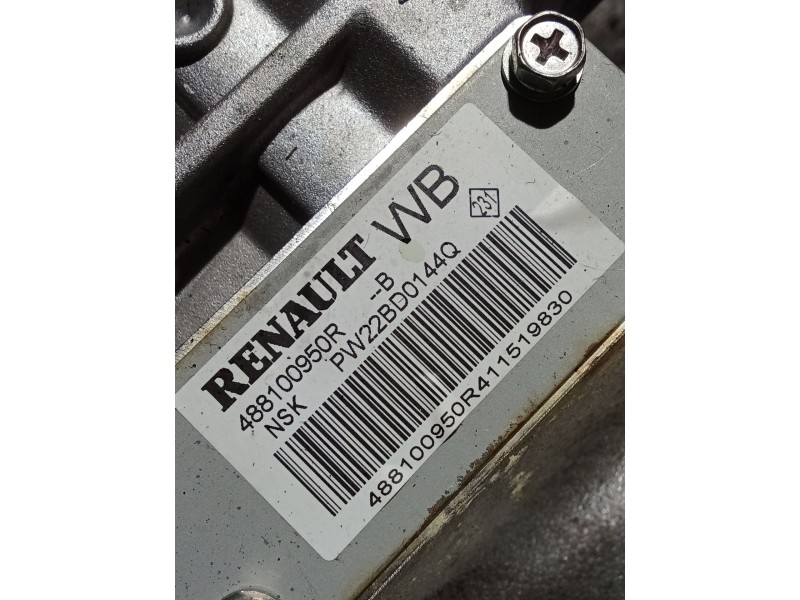 RENAULT WB
231
488100950R --B
NSK PW22BD0144Q
488100950R411519830